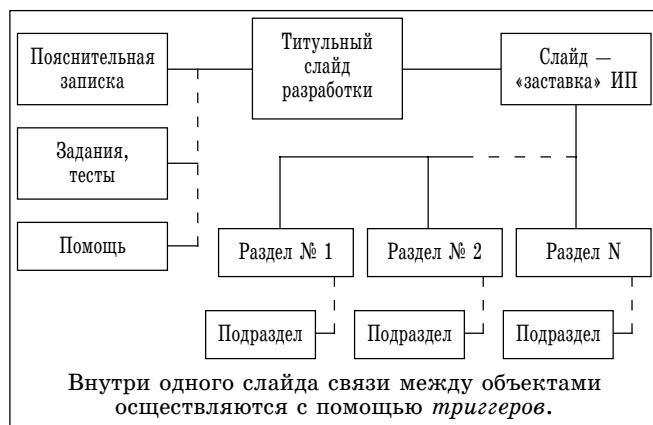 Пояснительная
записка
Титульный
слайд
разработки
Слайд —
«заставка» ИП
Задания,
тесты
Помощь
Раздел № 1
Раздел № 2
Раздел N
Подраздел
Подраздел
Подраздел
Внутри одного слайда связи между объектами
осществляются с помощью триггеров.